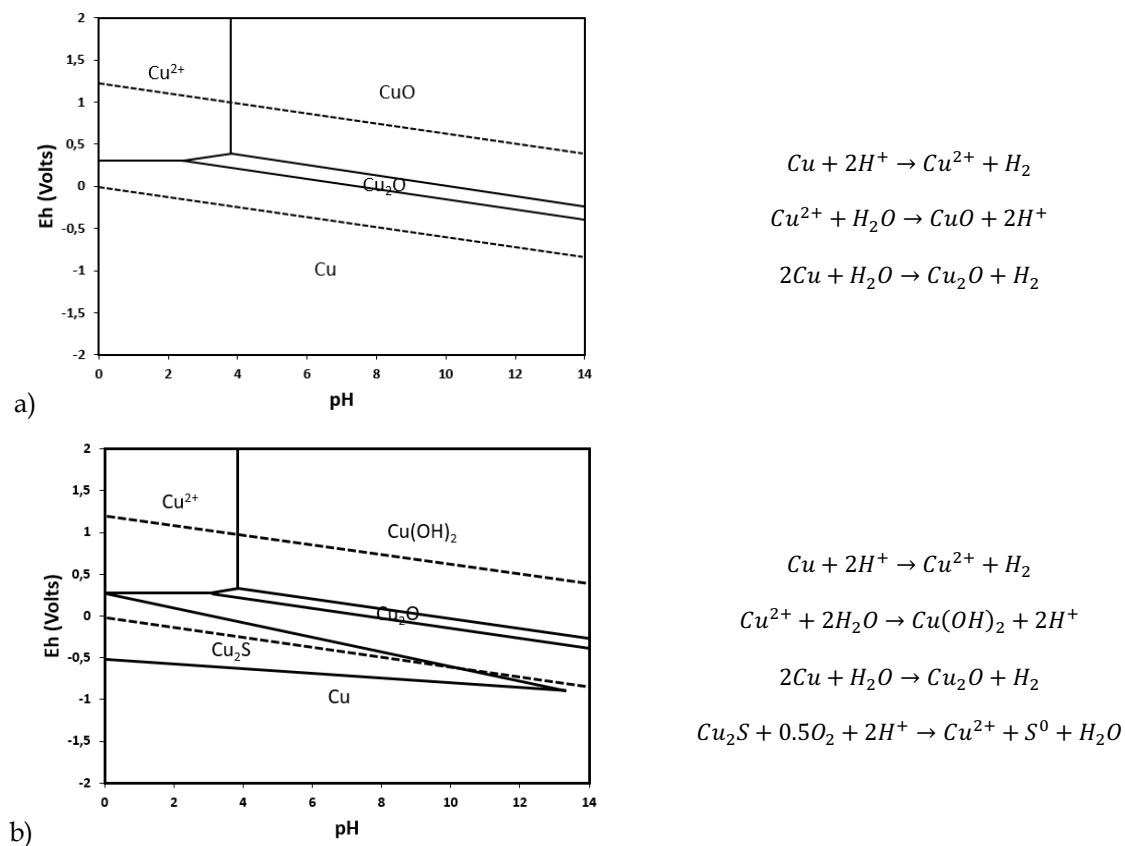 2
1,5
1
0,5
0
-0,5
-1
-1,5
-2
Eh (Volts)
Cu²⁺
CuO
Cu₂O
Cu
0 2 4 6 8 10 12 14
pH
a)
Cu + 2H⁺ → Cu²⁺ + H₂
Cu²⁺ + H₂O → CuO + 2H⁺
2Cu + H₂O → Cu₂O + H₂
2
1,5
1
0,5
0
-0,5
-1
-1,5
-2
Eh (Volts)
Cu²⁺
Cu(OH)₂
Cu₂O
Cu₂S
Cu
0 2 4 6 8 10 12 14
pH
b)
Cu + 2H⁺ → Cu²⁺ + H₂
Cu²⁺ + 2H₂O → Cu(OH)₂ + 2H⁺
2Cu + H₂O → Cu₂O + H₂
Cu₂S + 0.5O₂ + 2H⁺ → Cu²⁺ + S⁰ + H₂O